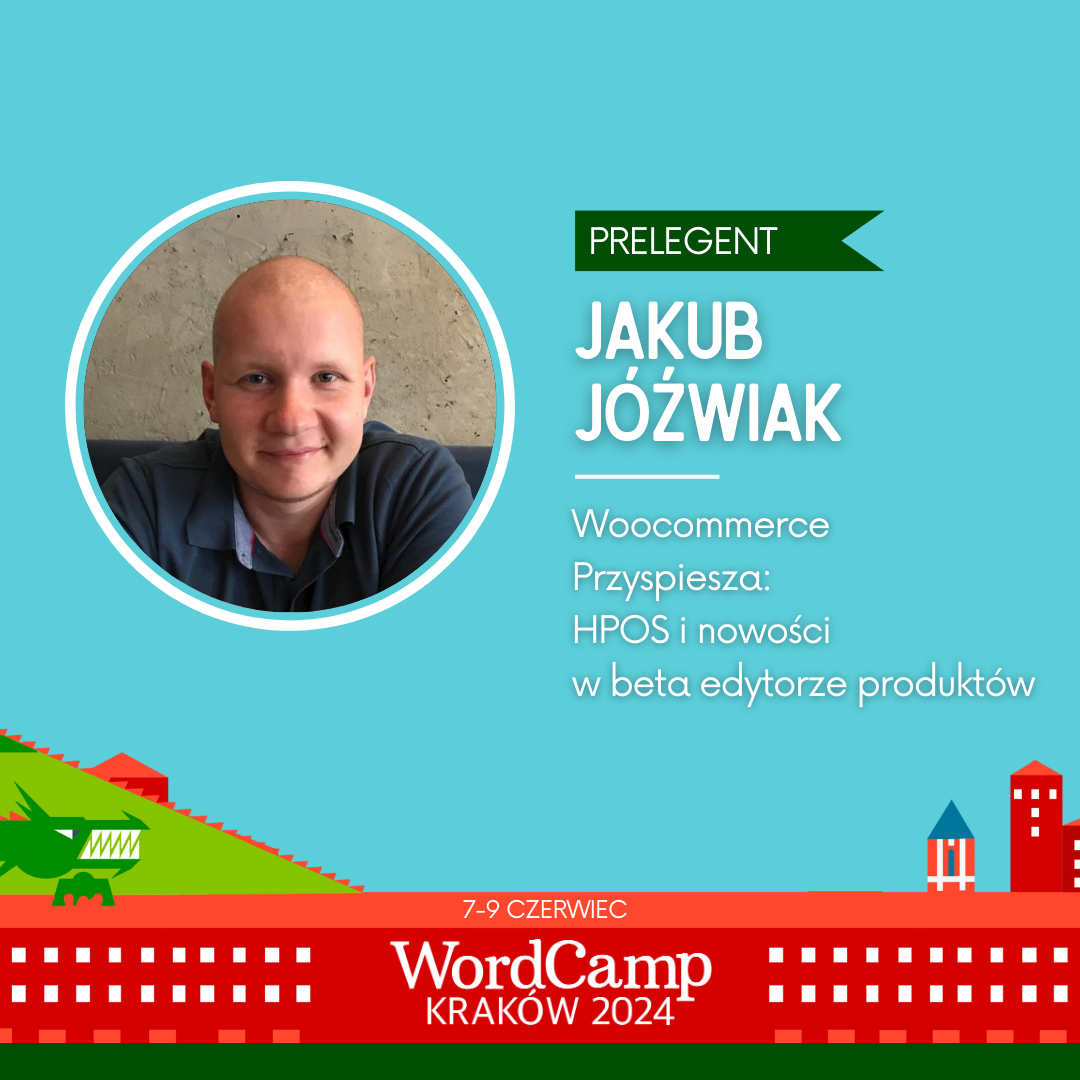 PRELEGENT
JAKUB
JÓŹWIAK
Woocommerce
Przyspiesza:
HPOS i nowości
w beta edytorze produktów
7-9 CZERWIEC
WordCamp
KRAKÓW 2024